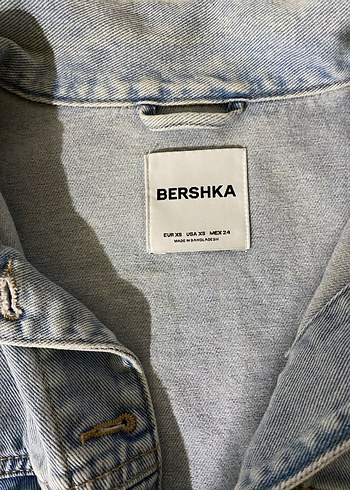 BERSHKA
EUR XS USA XS MEX 24
MADE IN BANGLADESH